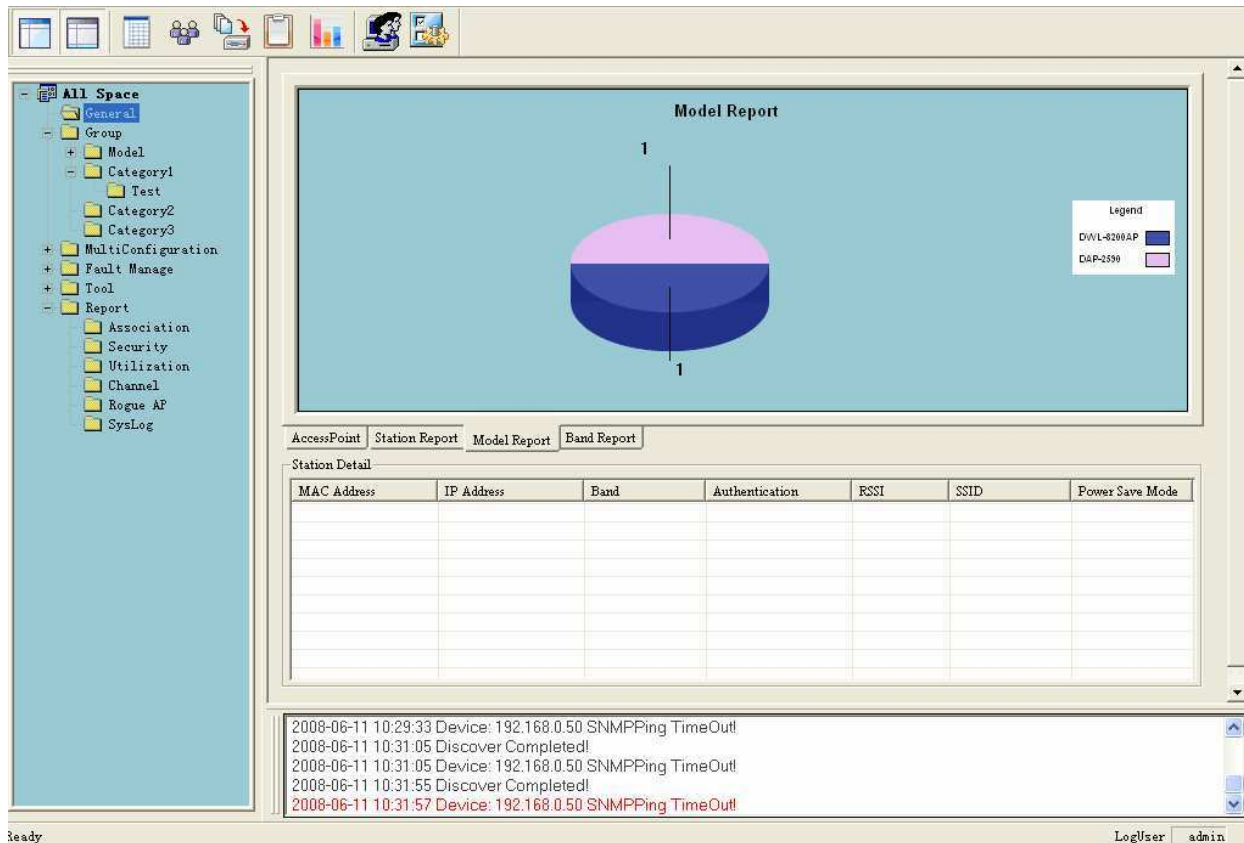 All Space
General
Group
Model
Category1
Test
Category2
Category3
MultiConfiguration
Fault Manage
Tool
Report
Association
Security
Utilization
Channel
Rogue AP
SysLog
Model Report
1
1
Legend
DWL-8200AP
DAP-2590
AccessPoint Station Report Model Report Band Report
Station Detail
MAC Address IP Address Band Authentication RSSI SSID Power Save Mode
2008-06-11 10:29:33 Device: 192.168.0.50 SNMPPing TimeOut!
2008-06-11 10:31:05 Discover Completed!
2008-06-11 10:31:05 Device: 192.168.0.50 SNMPPing TimeOut!
2008-06-11 10:31:55 Discover Completed!
2008-06-11 10:31:57 Device: 192.168.0.50 SNMPPing TimeOut!
Ready LogUser admin